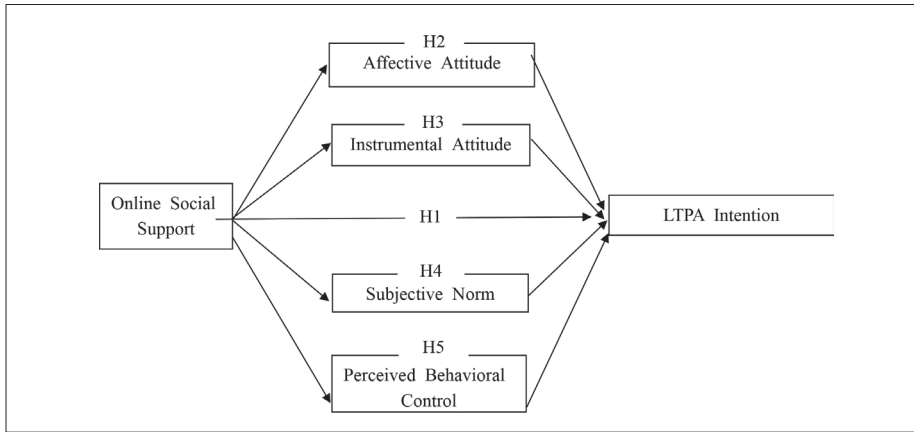 H2
Affective Attitude
H3
Instrumental Attitude
Online Social
Support
H1
LTPA Intention
H4
Subjective Norm
H5
Perceived Behavioral
Control